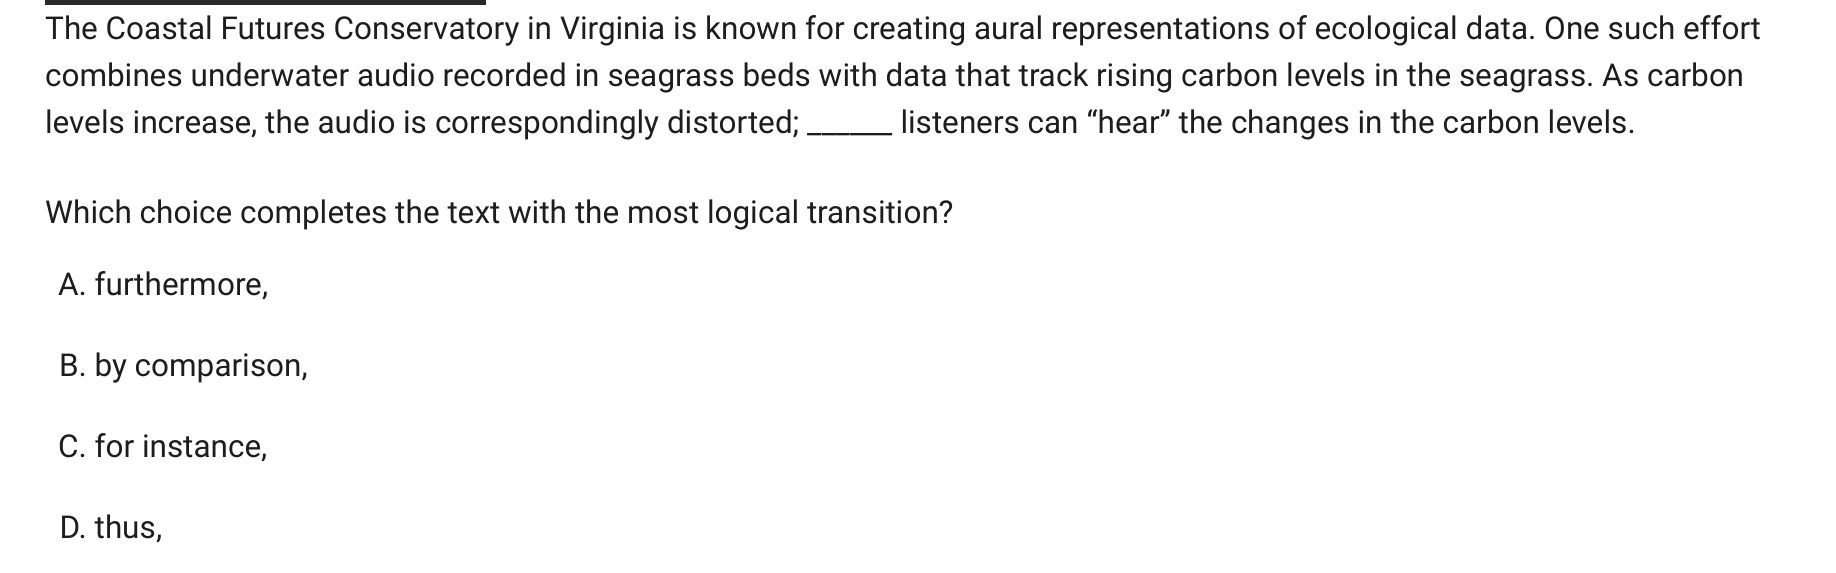 The Coastal Futures Conservatory in Virginia is known for creating aural representations of ecological data. One such effort
combines underwater audio recorded in seagrass beds with data that track rising carbon levels in the seagrass. As carbon
levels increase, the audio is correspondingly distorted; ______ listeners can “hear” the changes in the carbon levels.
Which choice completes the text with the most logical transition?
A. furthermore,
B. by comparison,
C. for instance,
D. thus,